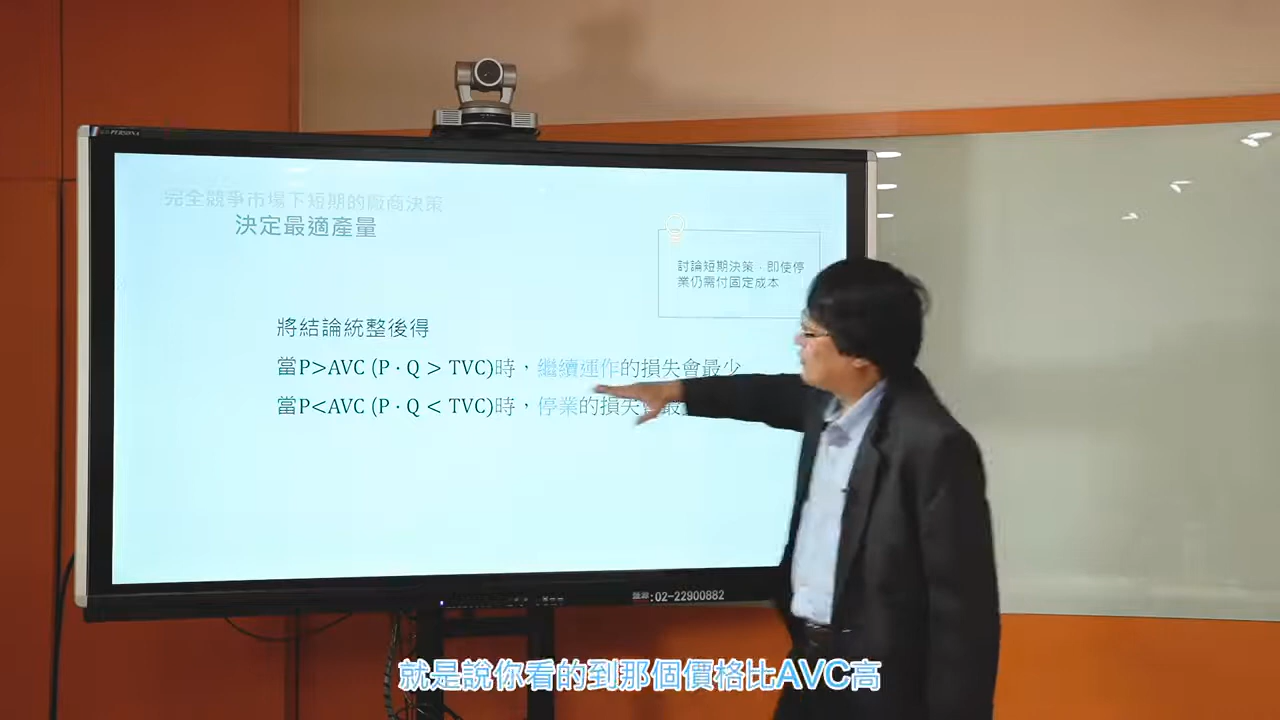 PERSONA
完全競爭市場下短期的廠商決策
決定最適產量
討論短期決策，即使停
業仍需付固定成本
將結論統整後得
當P>AVC (P · Q > TVC)時，繼續運作的損失會最少
當P<AVC (P · Q < TVC)時，停業的損失會最
:02-22900882
就是說你看的到那個價格比AVC高